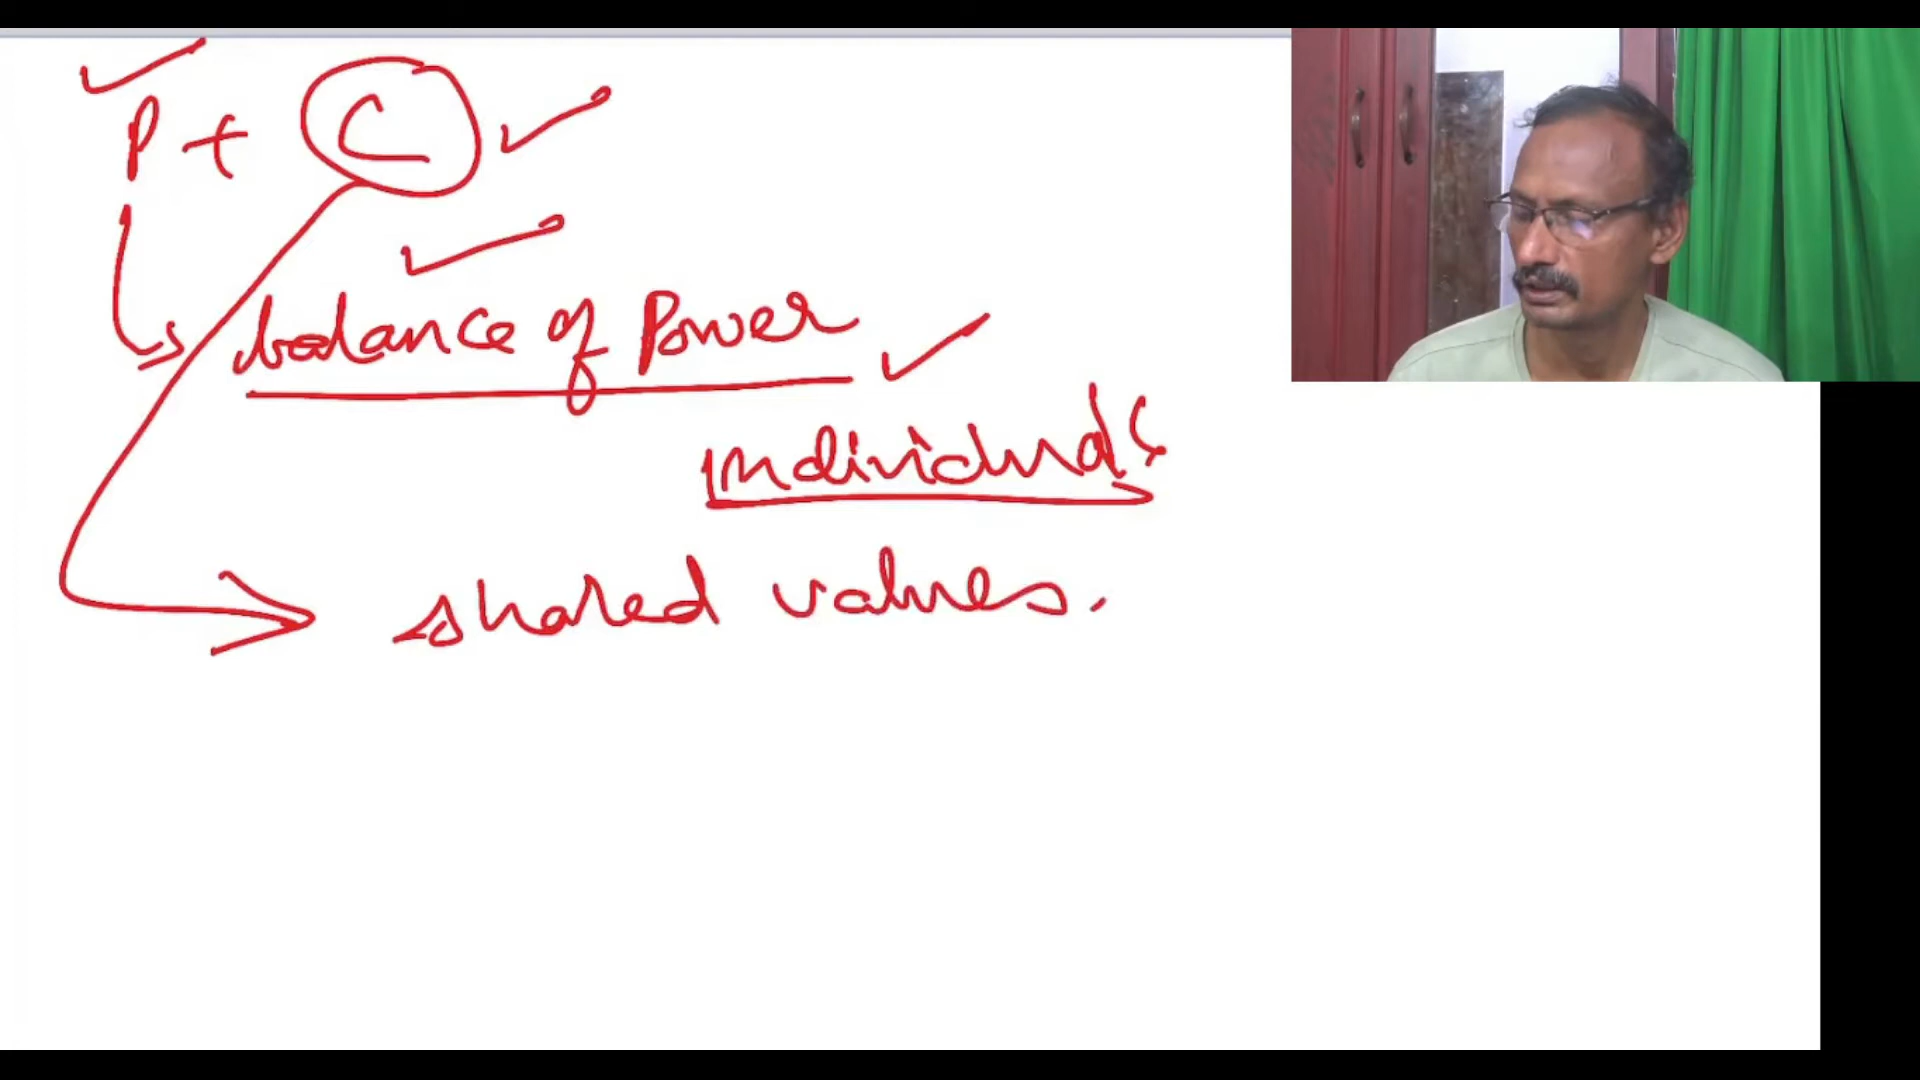 P + C
balance of Power
individuals
shared values.